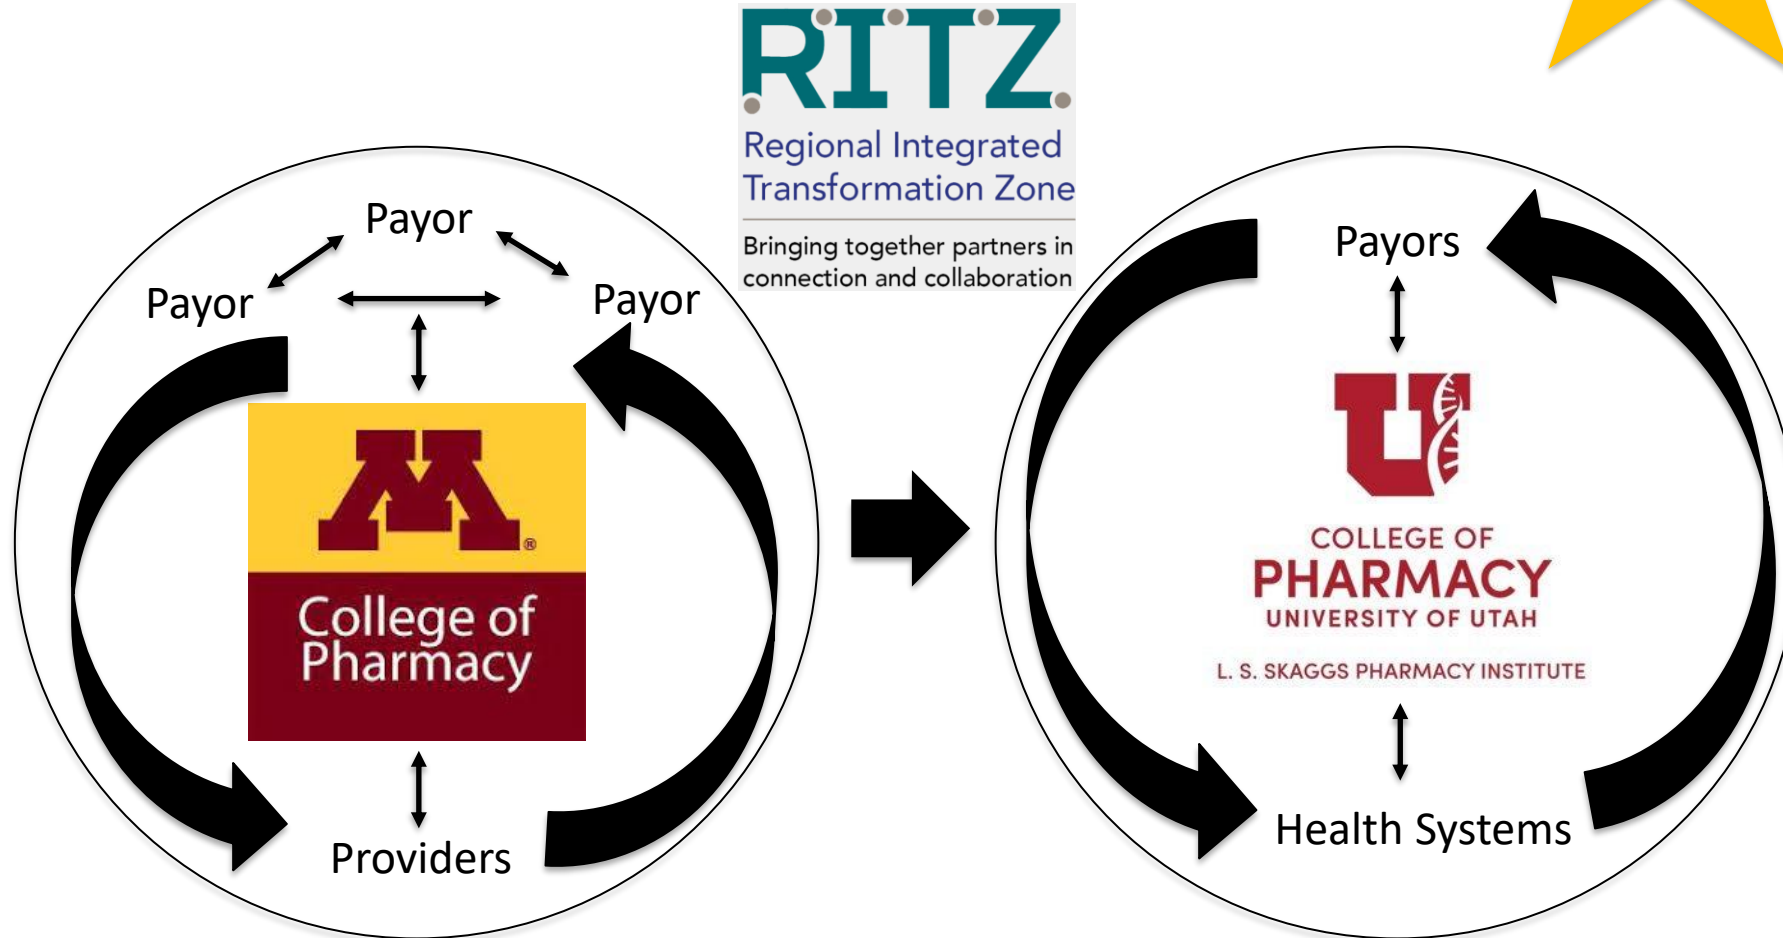 RITZ
Regional Integrated
Transformation Zone
Bringing together partners in
connection and collaboration
Payor
Payor
Payor
M®
College of
Pharmacy
Providers
Payors
U
COLLEGE OF
PHARMACY
UNIVERSITY OF UTAH
L. S. SKAGGS PHARMACY INSTITUTE
Health Systems